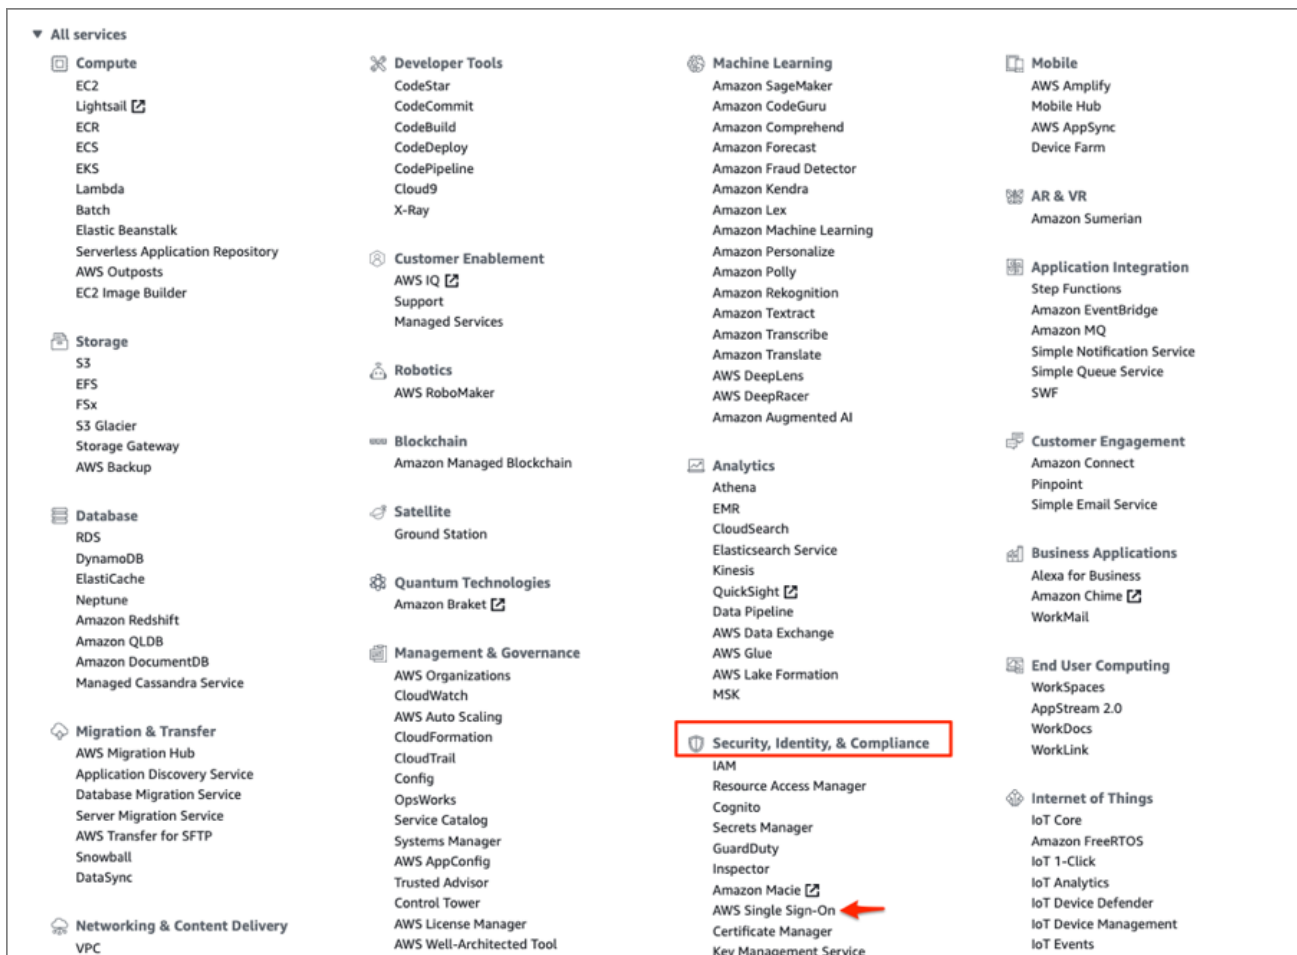 All services
Compute
EC2
Lightsail
ECR
ECS
EKS
Lambda
Batch
Elastic Beanstalk
Serverless Application Repository
AWS Outposts
EC2 Image Builder
Storage
S3
EFS
FSx
S3 Glacier
Storage Gateway
AWS Backup
Database
RDS
DynamoDB
ElastiCache
Neptune
Amazon Redshift
Amazon QLDB
Amazon DocumentDB
Managed Cassandra Service
Migration & Transfer
AWS Migration Hub
Application Discovery Service
Database Migration Service
Server Migration Service
AWS Transfer for SFTP
Snowball
DataSync
Networking & Content Delivery
VPC
Developer Tools
CodeStar
CodeCommit
CodeBuild
CodeDeploy
CodePipeline
Cloud9
X-Ray
Customer Enablement
AWS IQ
Support
Managed Services
Robotics
AWS RoboMaker
Blockchain
Amazon Managed Blockchain
Satellite
Ground Station
Quantum Technologies
Amazon Braket
Management & Governance
AWS Organizations
CloudWatch
AWS Auto Scaling
CloudFormation
CloudTrail
Config
OpsWorks
Service Catalog
Systems Manager
AWS AppConfig
Trusted Advisor
Control Tower
AWS License Manager
AWS Well-Architected Tool
Machine Learning
Amazon SageMaker
Amazon CodeGuru
Amazon Comprehend
Amazon Forecast
Amazon Fraud Detector
Amazon Kendra
Amazon Lex
Amazon Machine Learning
Amazon Personalize
Amazon Polly
Amazon Rekognition
Amazon Textract
Amazon Transcribe
Amazon Translate
AWS DeepLens
AWS DeepRacer
Amazon Augmented AI
Analytics
Athena
EMR
CloudSearch
Elasticsearch Service
Kinesis
QuickSight
Data Pipeline
AWS Data Exchange
AWS Glue
AWS Lake Formation
MSK
Security, Identity, & Compliance
IAM
Resource Access Manager
Cognito
Secrets Manager
GuardDuty
Inspector
Amazon Macie
AWS Single Sign-On
Certificate Manager
Key Management Service
Mobile
AWS Amplify
Mobile Hub
AWS AppSync
Device Farm
AR & VR
Amazon Sumerian
Application Integration
Step Functions
Amazon EventBridge
Amazon MQ
Simple Notification Service
Simple Queue Service
SWF
Customer Engagement
Amazon Connect
Pinpoint
Simple Email Service
Business Applications
Alexa for Business
Amazon Chime
WorkMail
End User Computing
WorkSpaces
AppStream 2.0
WorkDocs
WorkLink
Internet of Things
IoT Core
Amazon FreeRTOS
IoT 1-Click
IoT Analytics
IoT Device Defender
IoT Device Management
IoT Events